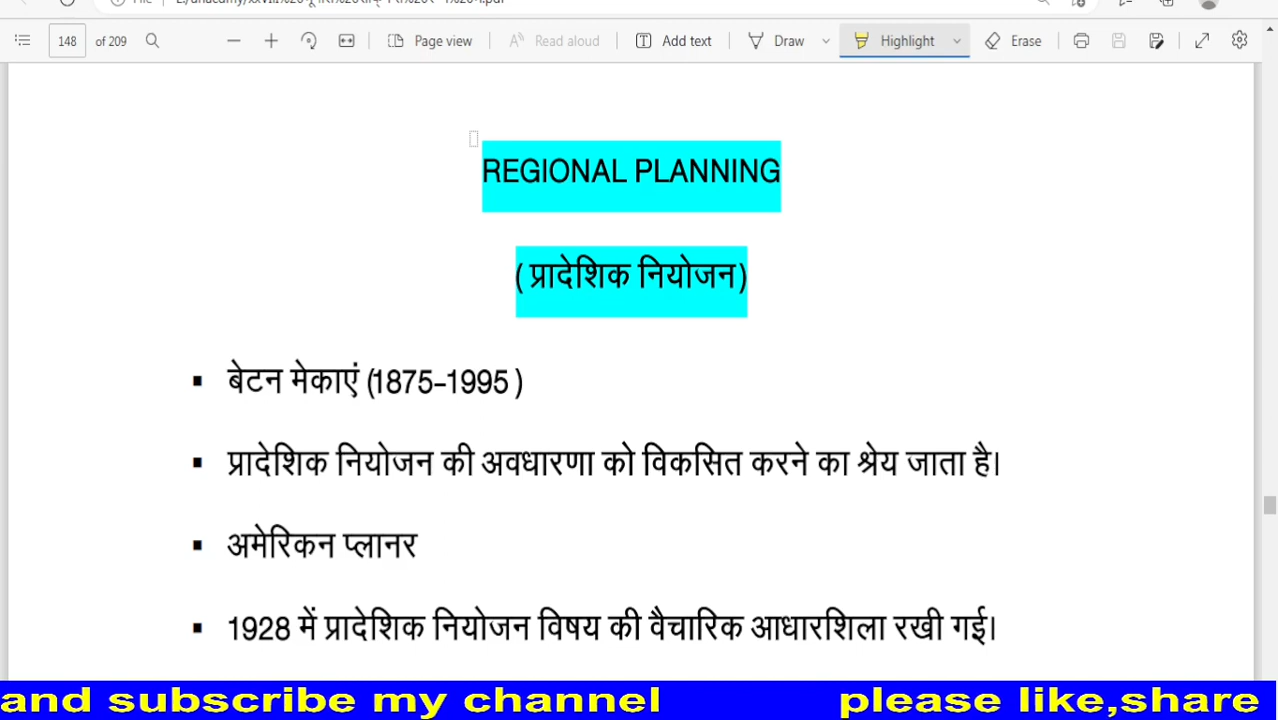 148 of 209
Page view
Read aloud
Add text
Draw
Highlight
Erase
REGIONAL PLANNING
( प्रादेशिक नियोजन)
▪ बेटन मेकाएं (1875-1995 )
▪ प्रादेशिक नियोजन की अवधारणा को विकसित करने का श्रेय जाता है।
▪ अमेरिकन प्लानर
▪ 1928 में प्रादेशिक नियोजन विषय की वैचारिक आधारशिला रखी गई।
and subscribe my channel please like,share